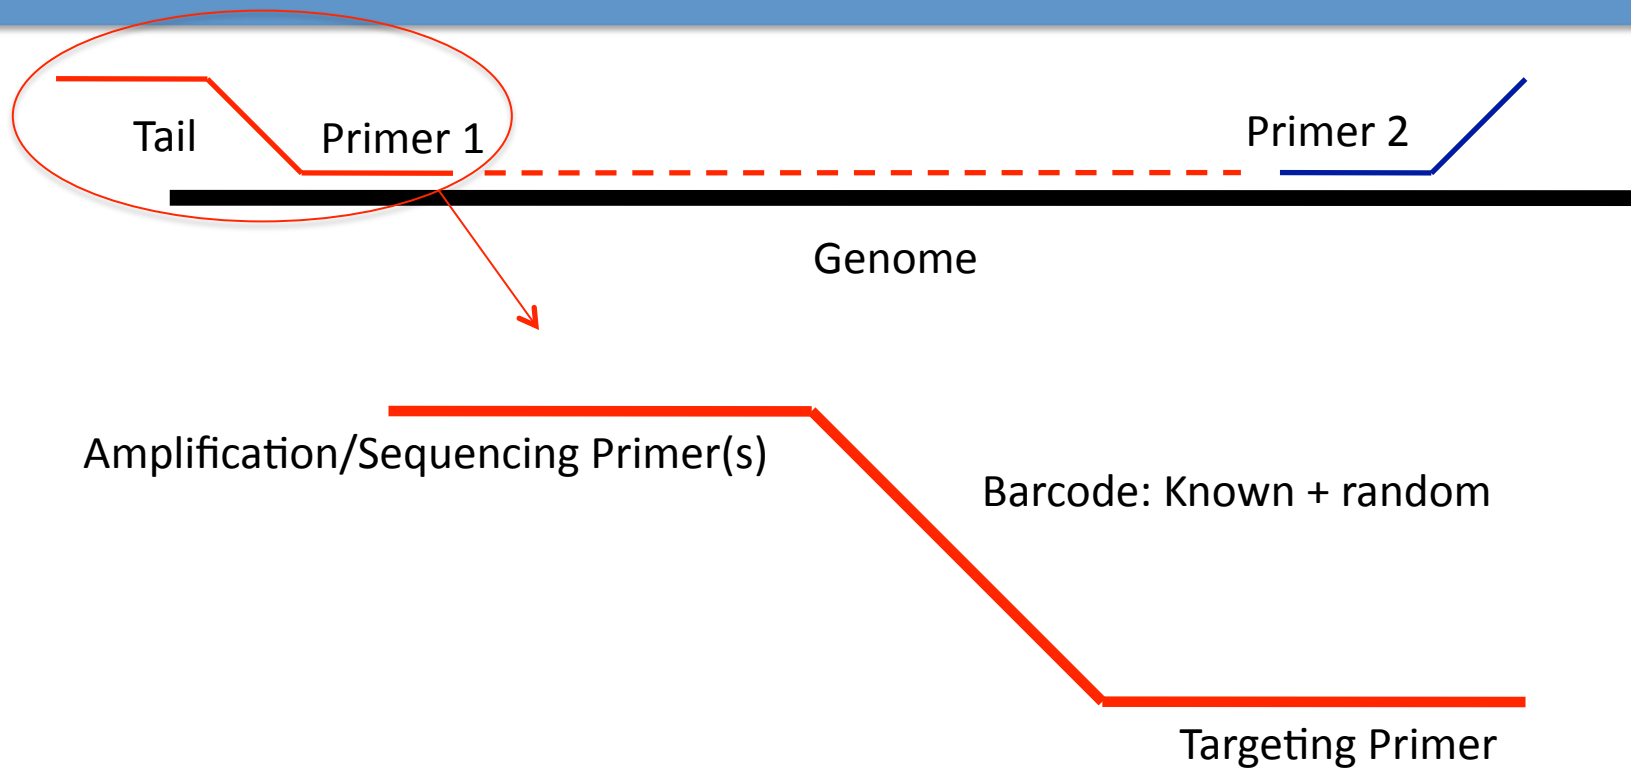 Tail
Primer 1
Primer 2
Genome
Amplification/Sequencing Primer(s)
Barcode: Known + random
Targeting Primer